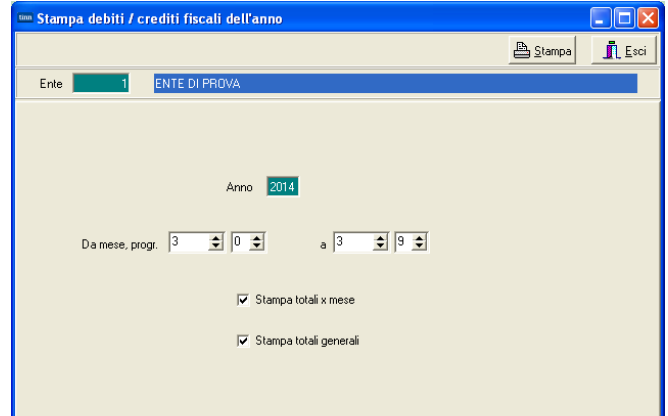 tinn Stampa debiti / crediti fiscali dell'anno
Stampa Esci
Ente 1 ENTE DI PROVA
Anno 2014
Da mese, progr. 3 0 a 3 9
Stampa totali x mese
Stampa totali generali